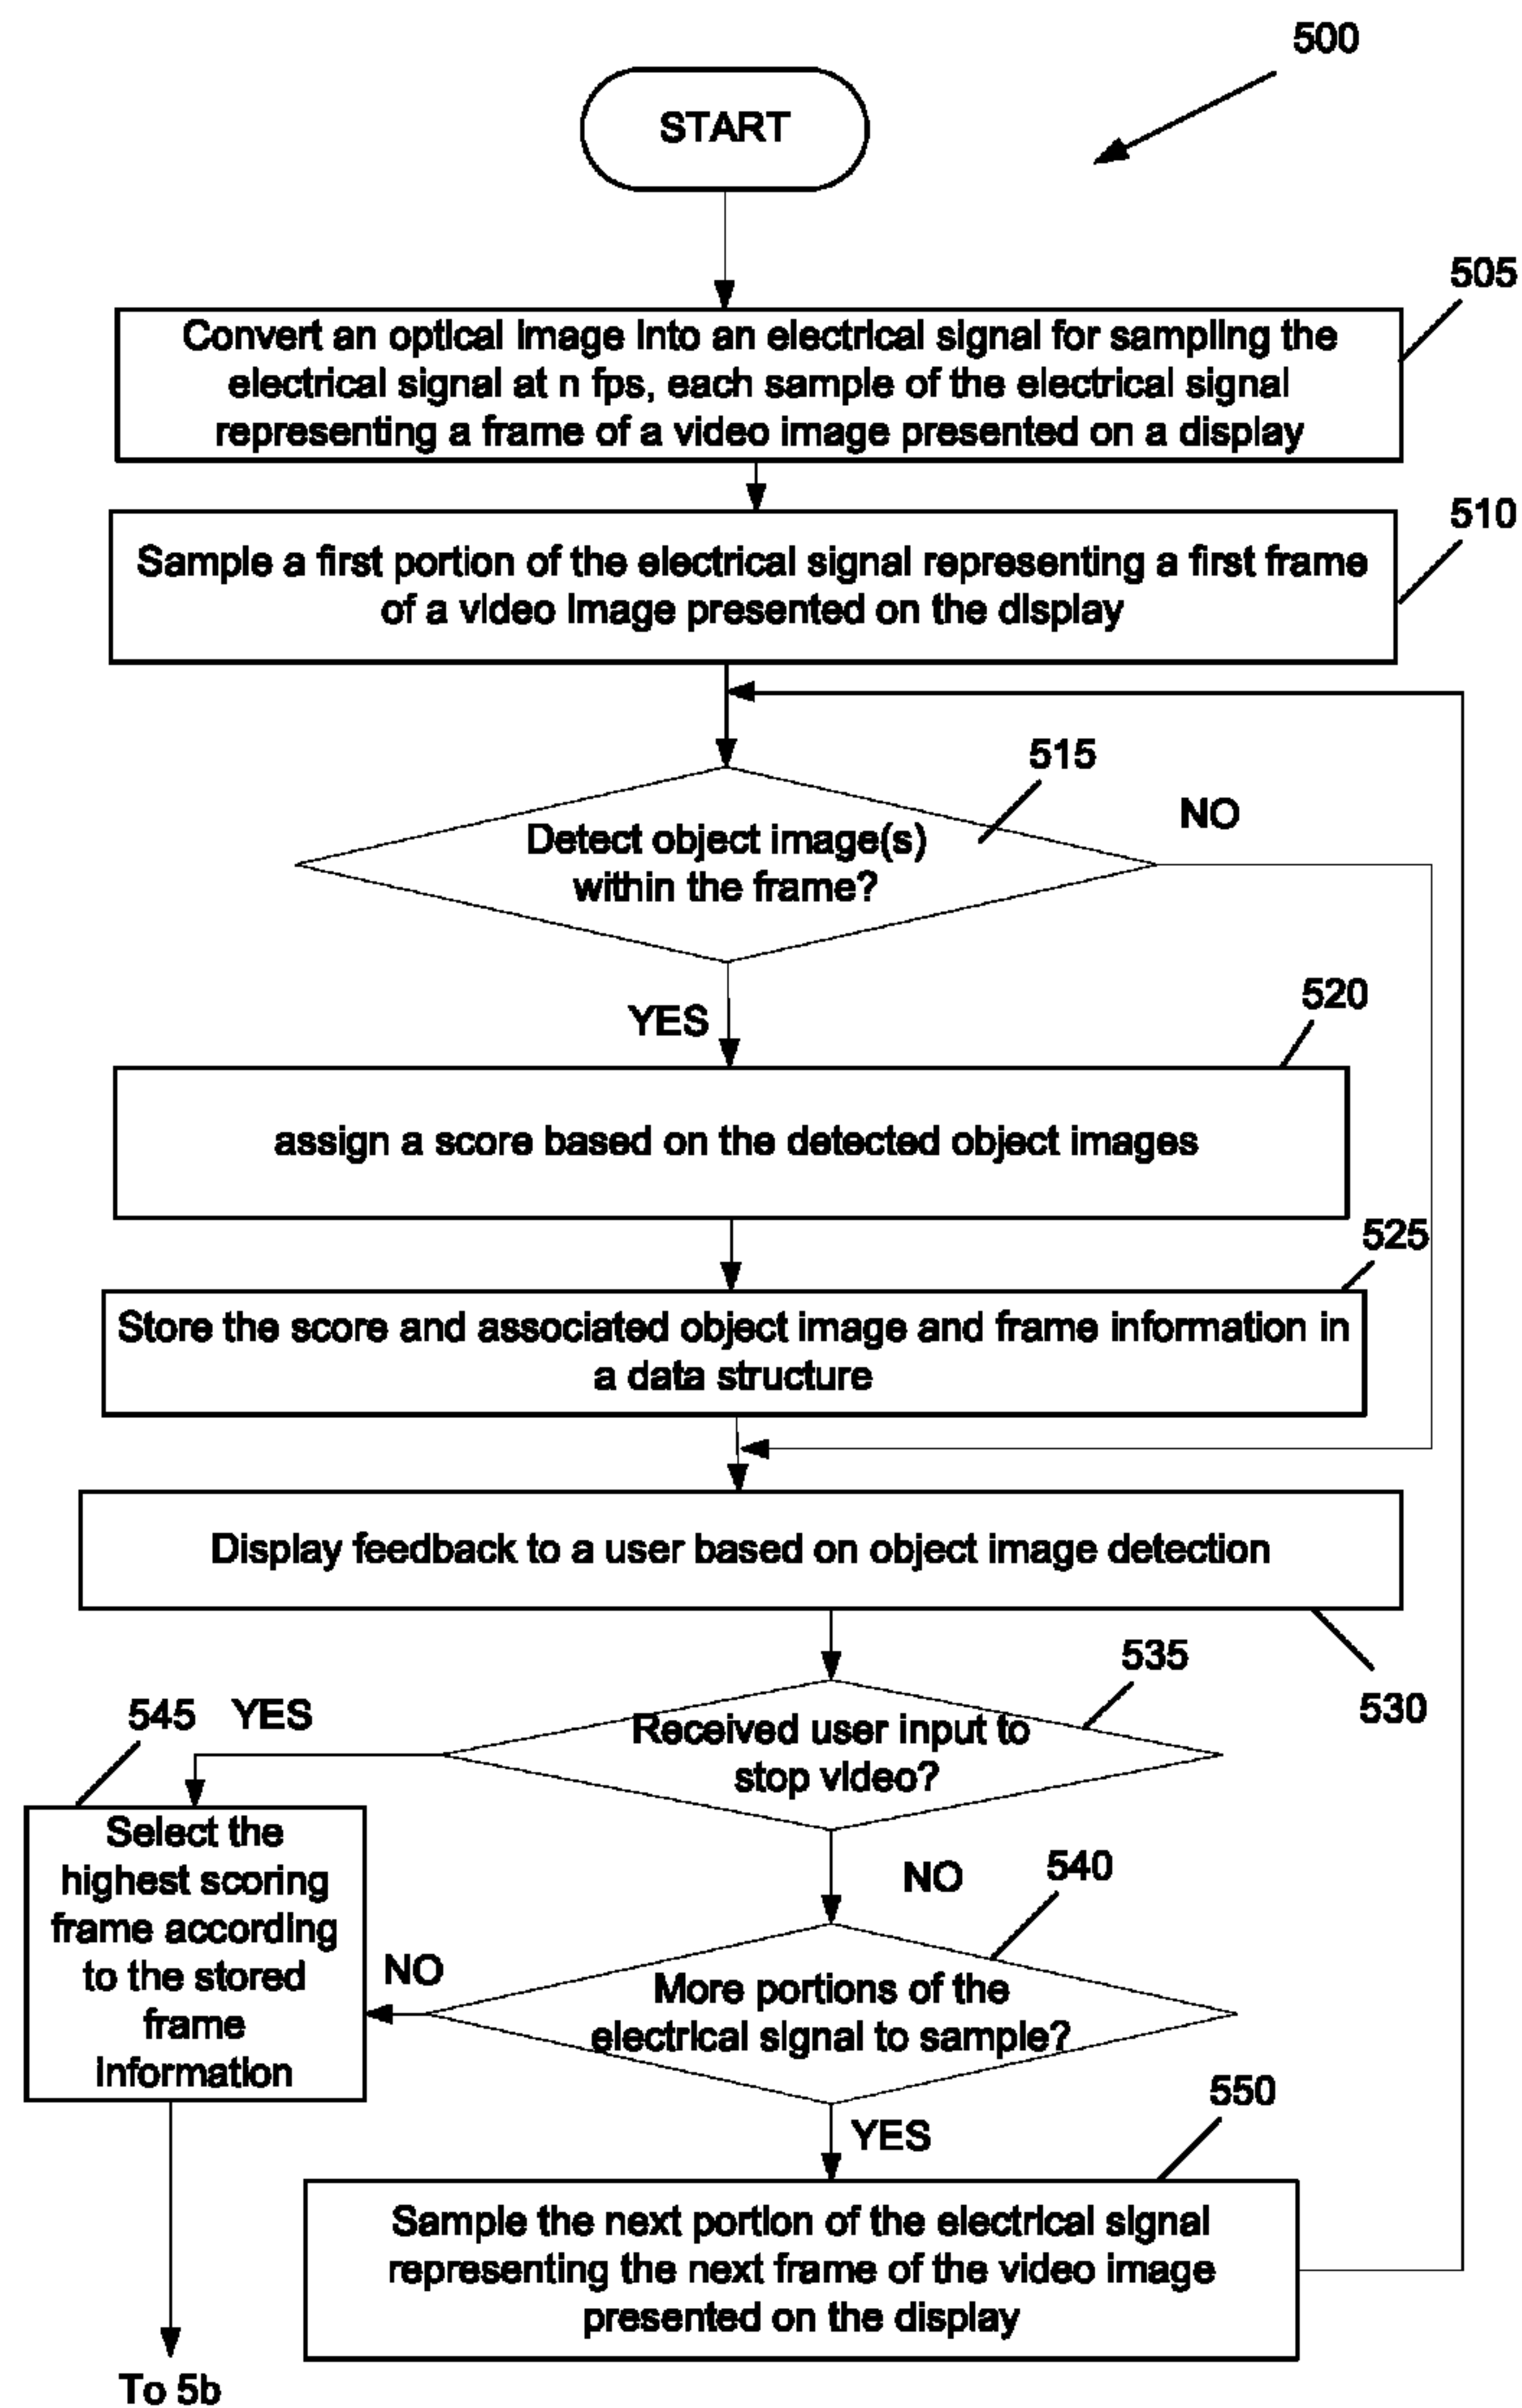 500
START
505
Convert an optical image into an electrical signal for sampling the
electrical signal at n fps, each sample of the electrical signal
representing a frame of a video image presented on a display
510
Sample a first portion of the electrical signal representing a first frame
of a video image presented on the display
515
NO
Detect object image(s)
within the frame?
YES
520
assign a score based on the detected object images
525
Store the score and associated object image and frame information in
a data structure
Display feedback to a user based on object image detection
530
535
Received user input to
stop video?
545
YES
Select the
highest scoring
frame according
to the stored
frame
information
NO
540
NO
More portions of the
electrical signal to sample?
YES
550
Sample the next portion of the electrical signal
representing the next frame of the video image
presented on the display
To 5b